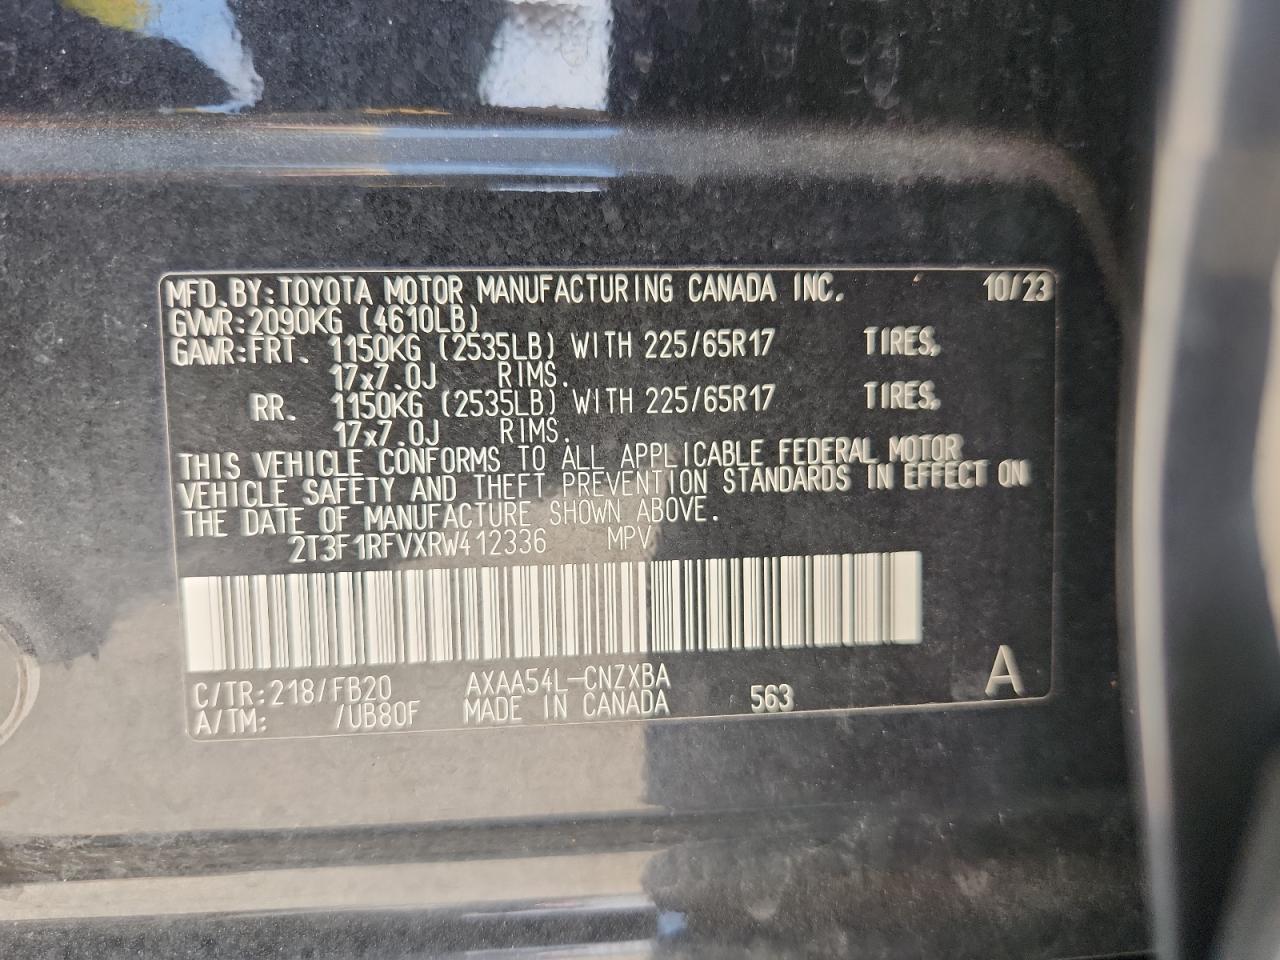 MFD.BY:TOYOTA MOTOR MANUFACTURING CANADA INC. 10/23
GVWR:2090KG (4610LB)
GAWR:FRT. 1150KG (2535LB) WITH 225/65R17 TIRES,
17x7.0J RIMS.
RR. 1150KG (2535LB) WITH 225/65R17 TIRES,
17x7.0J RIMS.
THIS VEHICLE CONFORMS TO ALL APPLICABLE FEDERAL MOTOR
VEHICLE SAFETY AND THEFT PREVENTION STANDARDS IN EFFECT ON
THE DATE OF MANUFACTURE SHOWN ABOVE.
2T3F1RFVXRW412336 MPV
C/TR:218/FB20 AXAA54L-CNZXBA
A/TM: /UB80F MADE IN CANADA 563 A